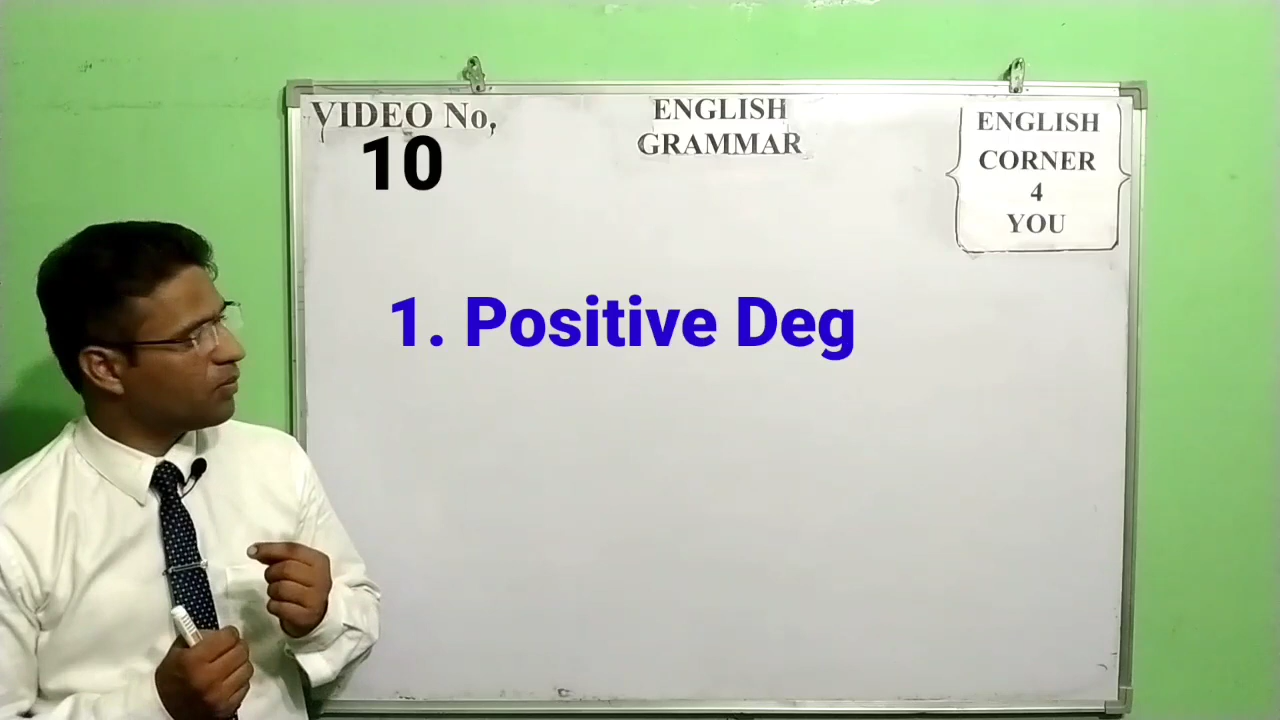 VIDEO No,
10
ENGLISH
GRAMMAR
ENGLISH
CORNER
4
YOU
1. Positive Deg